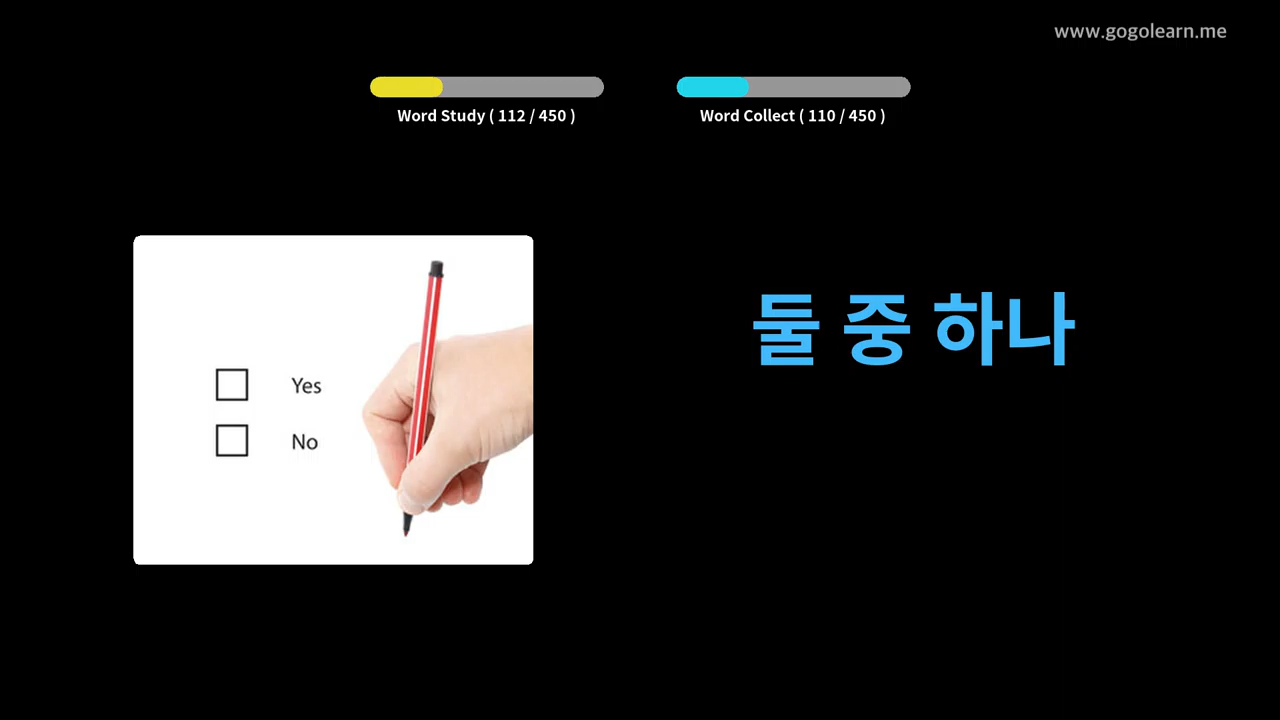 www.gogolearn.me
Word Study ( 112 / 450 )
Word Collect ( 110 / 450 )
Yes
No
둘 중 하나